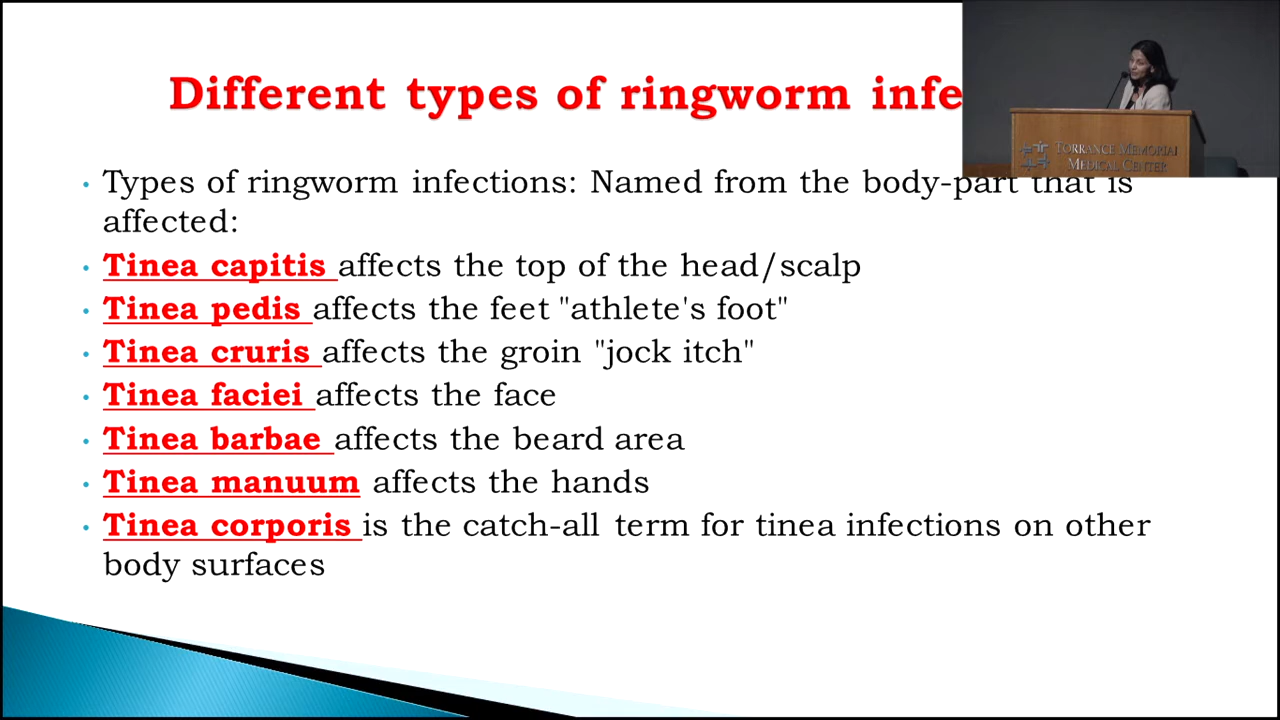 Different types of ringworm infe
• Types of ringworm infections: Named from the body-part that is
affected:
• Tinea capitis affects the top of the head/scalp
• Tinea pedis affects the feet "athlete's foot"
• Tinea cruris affects the groin "jock itch"
• Tinea faciei affects the face
• Tinea barbae affects the beard area
• Tinea manuum affects the hands
• Tinea corporis is the catch-all term for tinea infections on other
body surfaces
TORRANCE MEMORIAL
MEDICAL CENTER